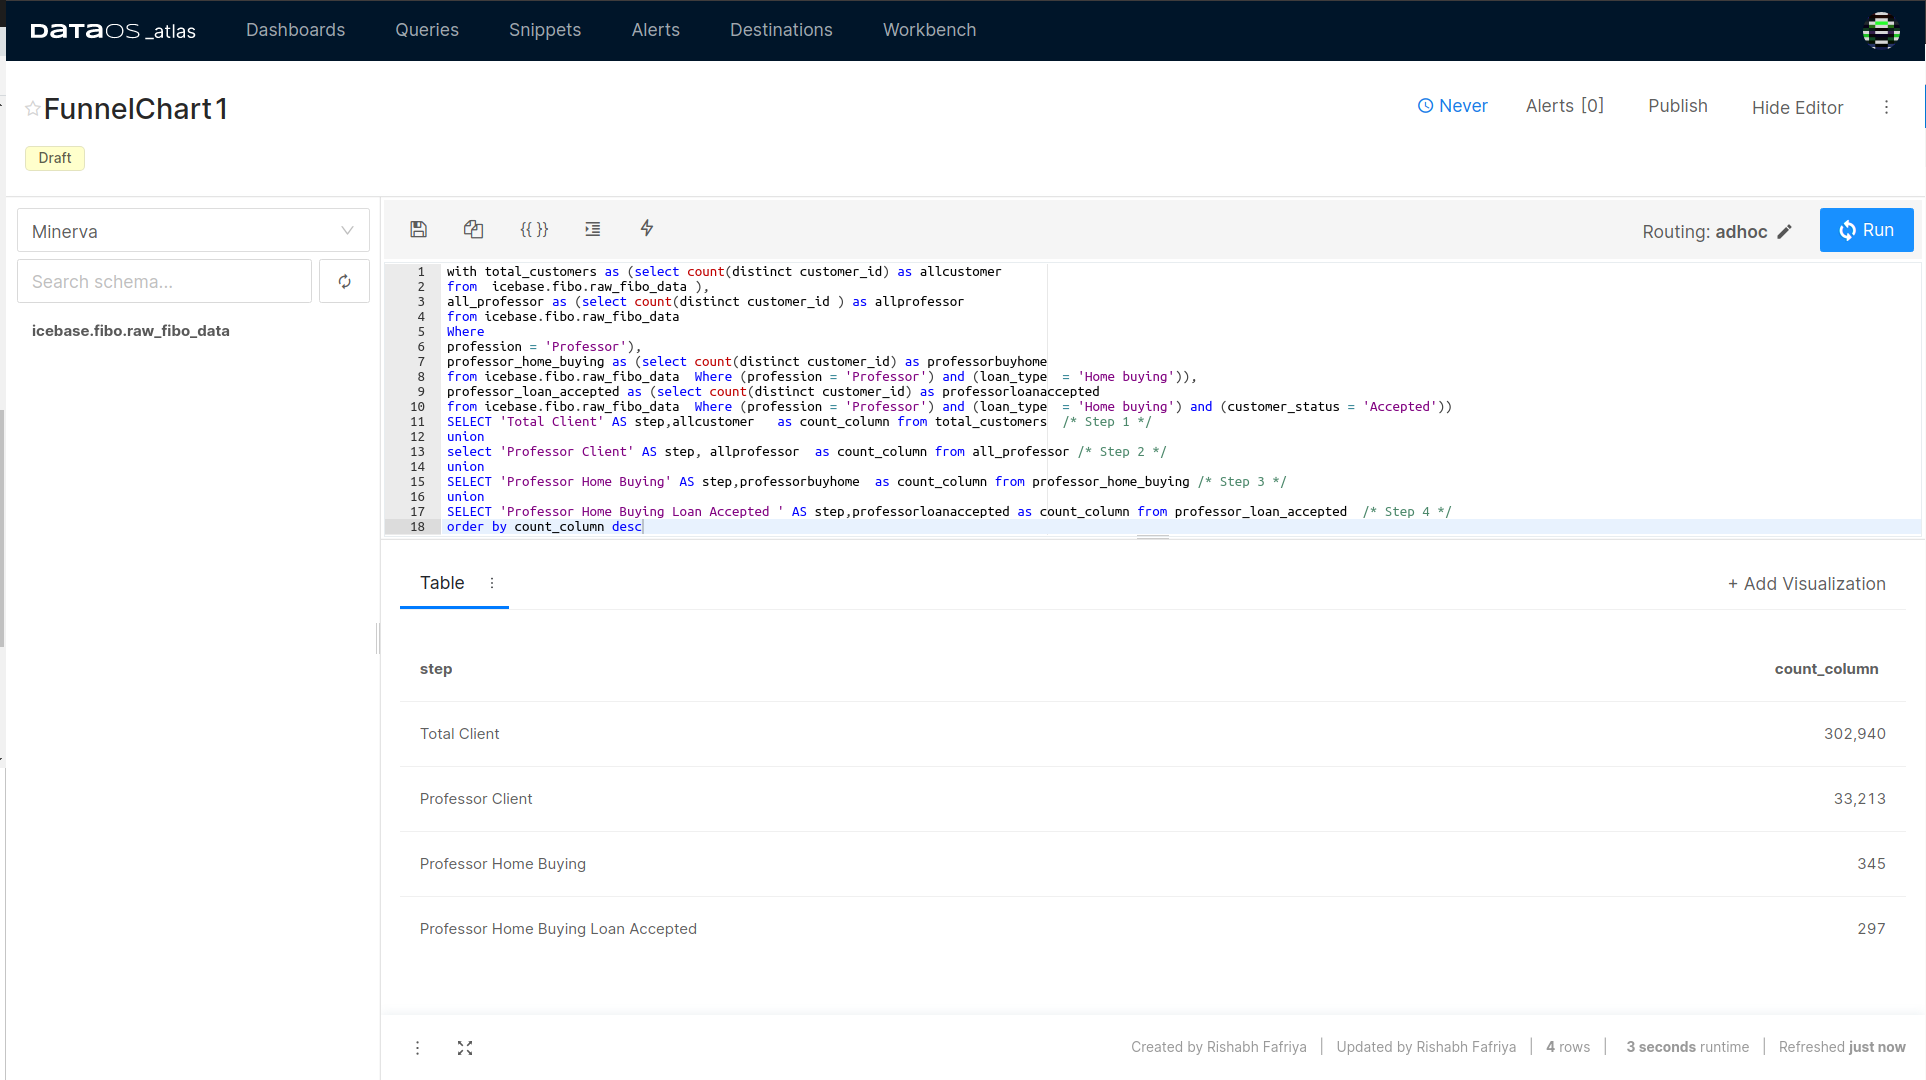 DATAOS _atlas Dashboards Queries Snippets Alerts Destinations Workbench
FunnelChart1
Never Alerts [0] Publish Hide Editor
Draft
Minerva
Search schema...
icebase.fibo.raw_fibo_data
{{ }}
Routing: adhoc
Run
1 with total_customers as (select count(distinct customer_id) as allcustomer
2 from  icebase.fibo.raw_fibo_data ),
3 all_professor as (select count(distinct customer_id ) as allprofessor
4 from icebase.fibo.raw_fibo_data
5 Where
6 profession = 'Professor'),
7 professor_home_buying as (select count(distinct customer_id) as professorbuyhome
8 from icebase.fibo.raw_fibo_data  Where (profession = 'Professor') and (loan_type  = 'Home buying')),
9 professor_loan_accepted as (select count(distinct customer_id) as professorloanaccepted
10 from icebase.fibo.raw_fibo_data  Where (profession = 'Professor') and (loan_type  = 'Home buying') and (customer_status = 'Accepted'))
11 SELECT 'Total Client' AS step,allcustomer   as count_column from total_customers  /* Step 1 */
12 union
13 select 'Professor Client' AS step, allprofessor  as count_column from all_professor /* Step 2 */
14 union
15 SELECT 'Professor Home Buying' AS step,professorbuyhome  as count_column from professor_home_buying /* Step 3 */
16 union
17 SELECT 'Professor Home Buying Loan Accepted ' AS step,professorloanaccepted as count_column from professor_loan_accepted  /* Step 4 */
18 order by count_column desc
Table
+ Add Visualization
step count_column
Total Client 302,940
Professor Client 33,213
Professor Home Buying 345
Professor Home Buying Loan Accepted 297
Created by Rishabh Fafriya | Updated by Rishabh Fafriya | 4 rows | 3 seconds runtime | Refreshed just now